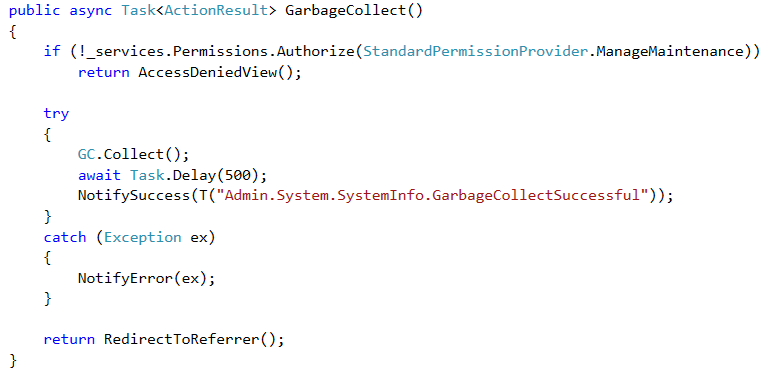 public async Task<ActionResult> GarbageCollect()
{
    if (!_services.Permissions.Authorize(StandardPermissionProvider.ManageMaintenance))
        return AccessDeniedView();

    try
    {
        GC.Collect();
        await Task.Delay(500);
        NotifySuccess(T("Admin.System.SystemInfo.GarbageCollectSuccessful"));
    }
    catch (Exception ex)
    {
        NotifyError(ex);
    }

    return RedirectToReferrer();
}